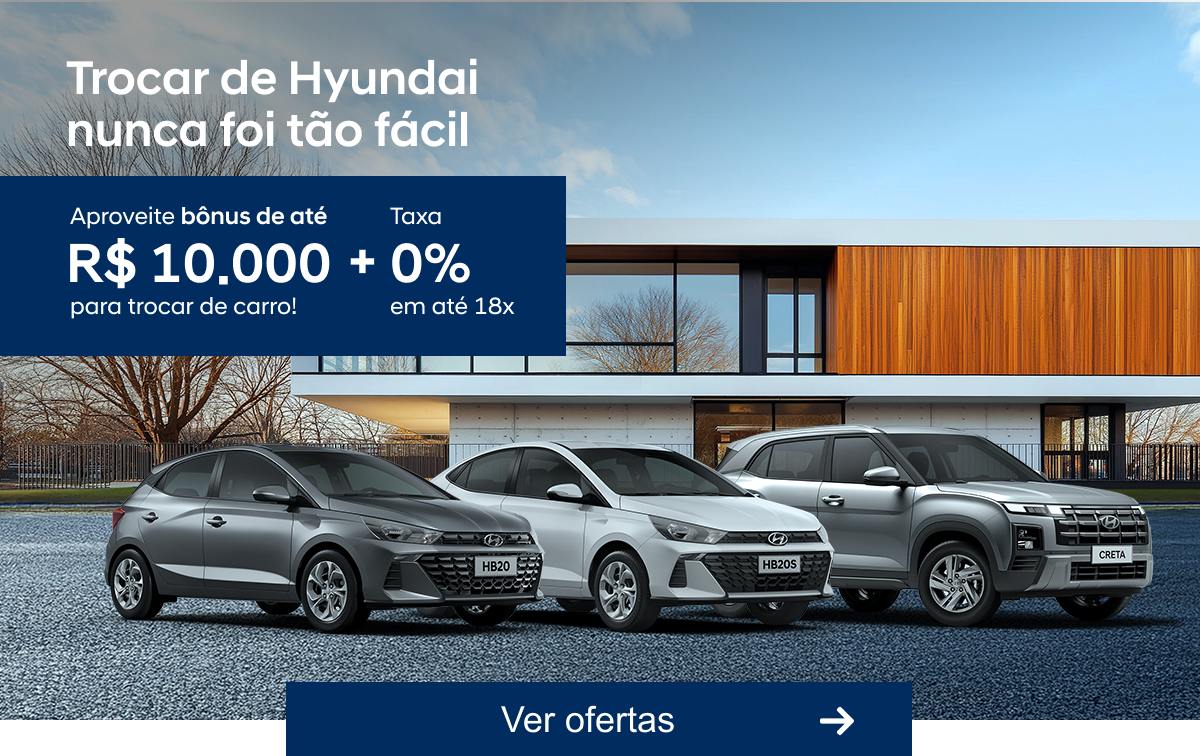 Trocar de Hyundai
nunca foi tão fácil
Aproveite bônus de até
R$ 10.000
para trocar de carro!
+
Taxa
0%
em até 18x
HB20
HB20S
CRETA
Ver ofertas